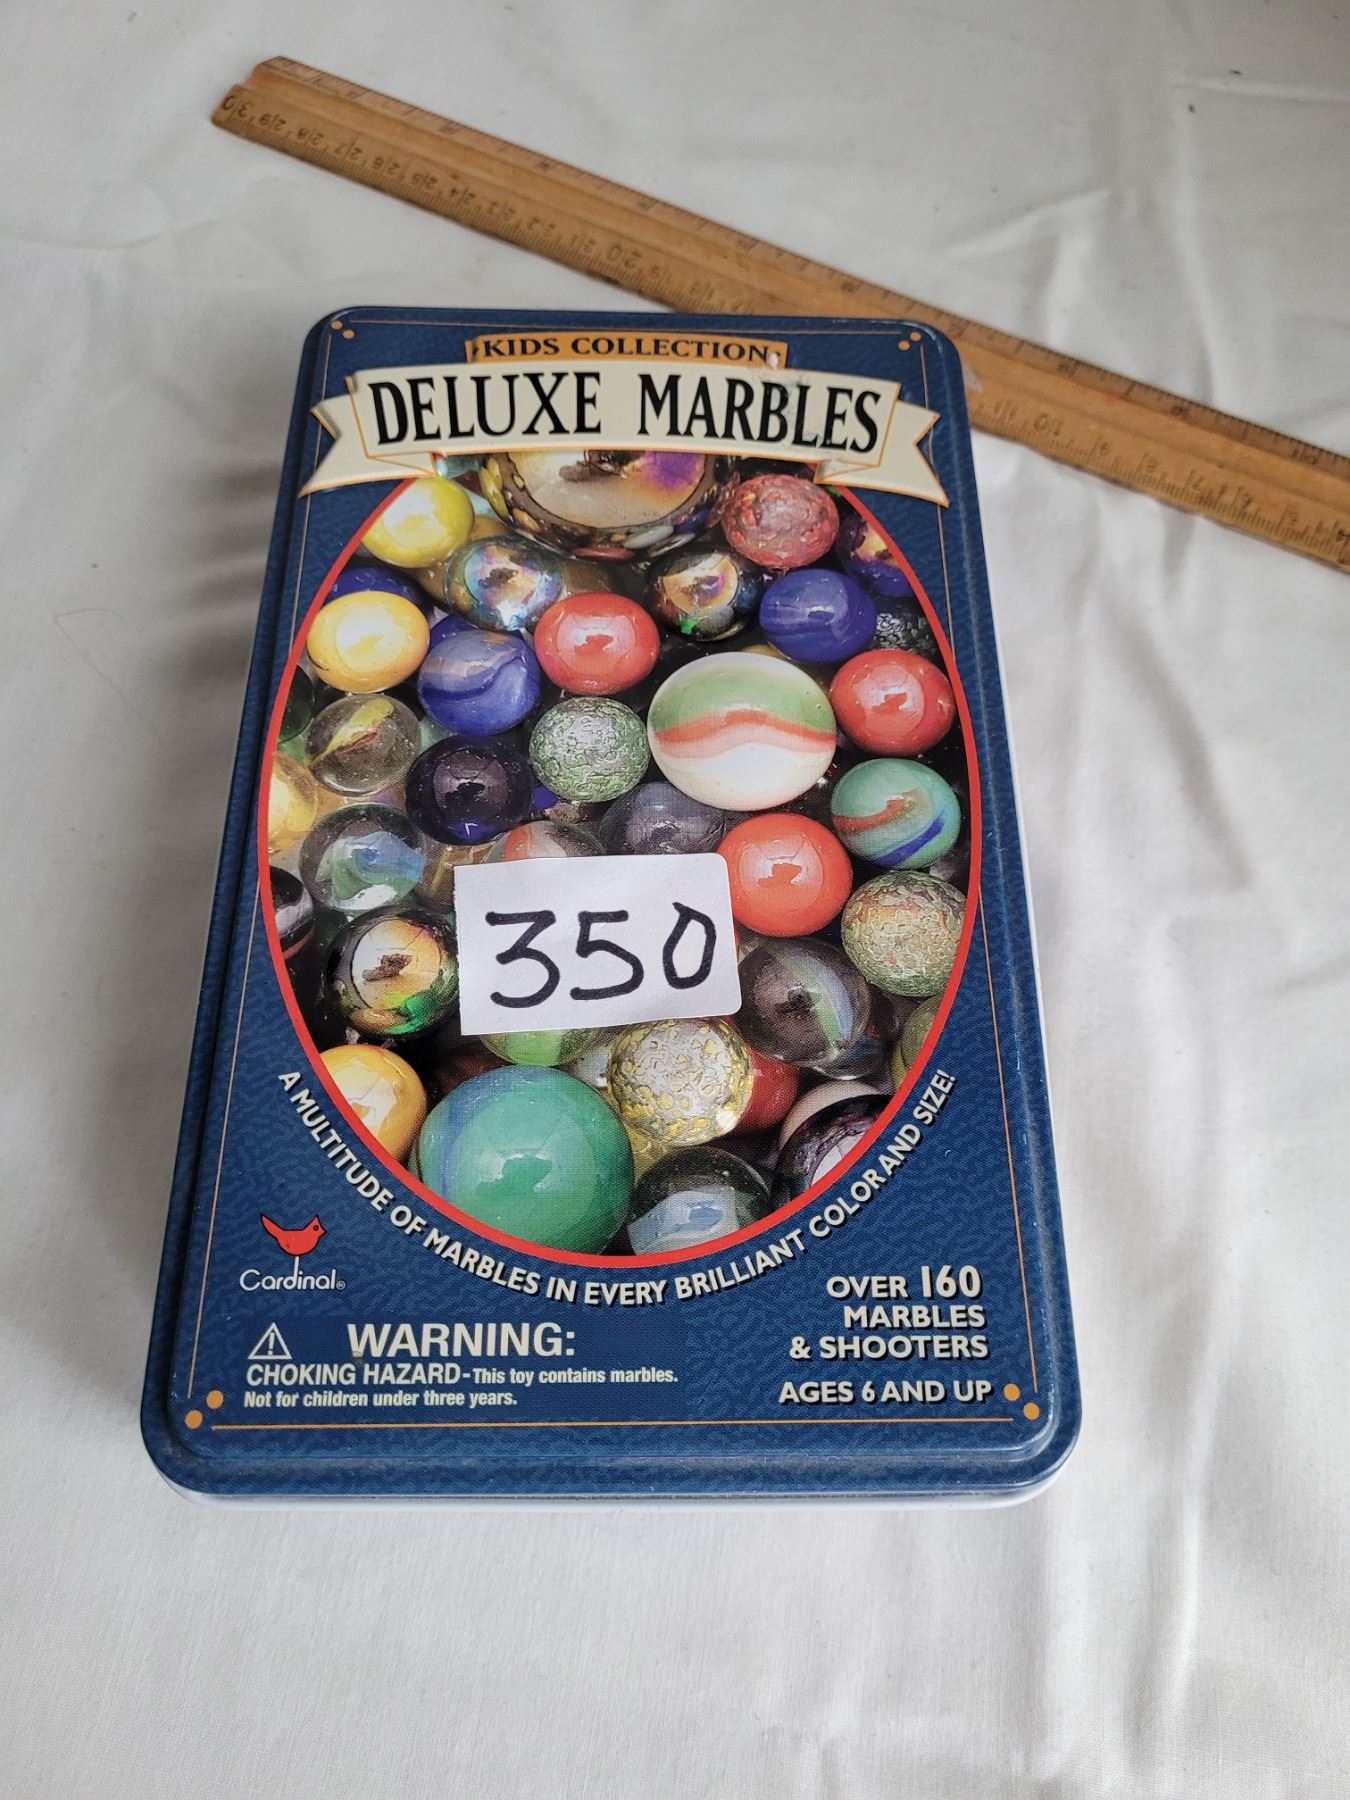 KIDS COLLECTION
DELUXE MARBLES
350
A MULTITUDE OF MARBLES IN EVERY BRILLIANT COLOR AND SIZE!
Cardinal®
OVER 160
MARBLES
& SHOOTERS
AGES 6 AND UP
WARNING:
CHOKING HAZARD-This toy contains marbles.
Not for children under three years.